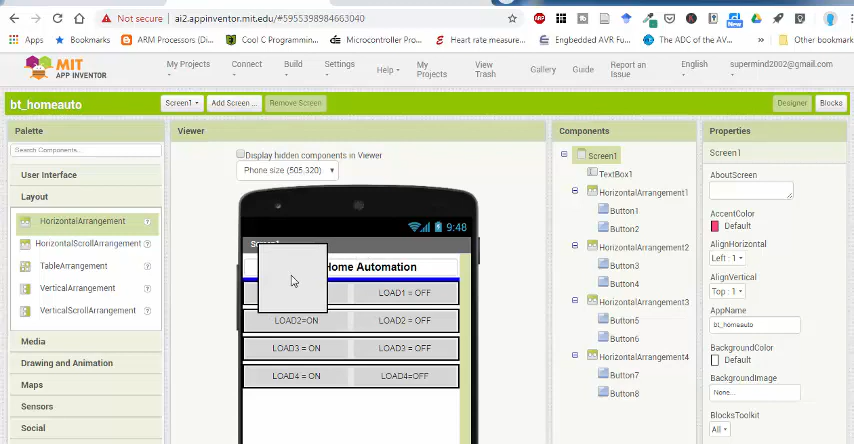 Not secure | ai2.appinventor.mit.edu/#5955398984663040
ABP
New
Apps
Bookmarks
ARM Processors (Di
Cool C Programmin
Microcontroller Pro
Heart rate measure
Engbedded AVR Fu
The ADC of the AV
»
Other bookmark
MIT
APP INVENTOR
My Projects
Connect
Build
Settings
Help
My Projects
View Trash
Gallery
Guide
Report an Issue
English
supermind2002@gmail.com
bt_homeauto
Screen1
Add Screen ...
Remove Screen
Designer
Blocks
Palette
Search Components...
User Interface
Layout
HorizontalArrangement
HorizontalScrollArrangement
TableArrangement
VerticalArrangement
VerticalScrollArrangement
Media
Drawing and Animation
Maps
Sensors
Social
Viewer
Display hidden components in Viewer
Phone size (505,320)
9:48
Home Automation
LOAD1 = OFF
LOAD2=ON
LOAD2 = OFF
LOAD3 = ON
LOAD3 = OFF
LOAD4 = ON
LOAD4=OFF
Components
Screen1
TextBox1
HorizontalArrangement1
Button1
Button2
HorizontalArrangement2
Button3
Button4
HorizontalArrangement3
Button5
Button6
HorizontalArrangement4
Button7
Button8
Properties
Screen1
AboutScreen
AccentColor
Default
AlignHorizontal
Left : 1
AlignVertical
Top : 1
AppName
bt_homeauto
BackgroundColor
Default
BackgroundImage
None...
BlocksToolkit
All